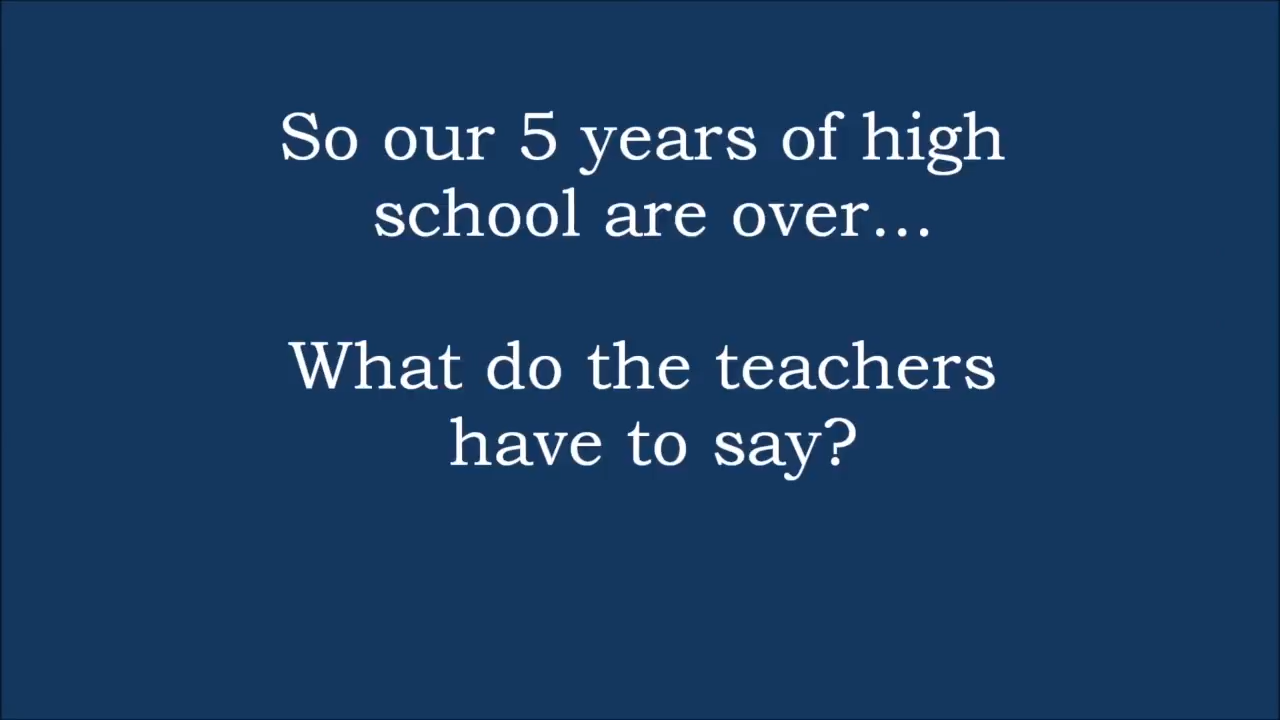 So our 5 years of high
school are over...
What do the teachers
have to say?